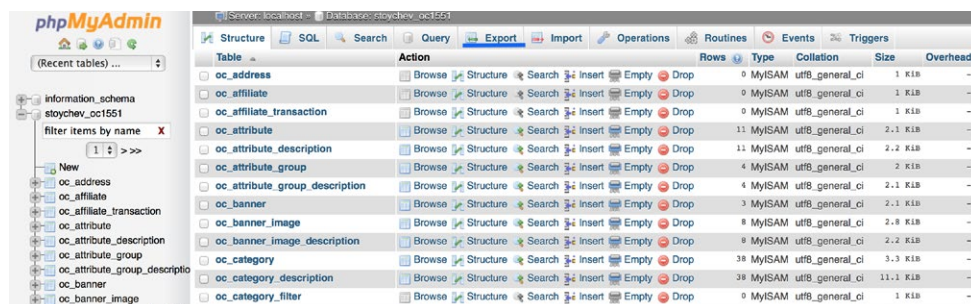 phpMyAdmin
(Recent tables) ...
information_schema
stoychev_oc1551
filter items by name X
1 > >>
New
oc_address
oc_affiliate
oc_affiliate_transaction
oc_attribute
oc_attribute_description
oc_attribute_group
oc_attribute_group_descriptio
oc_banner
oc_banner_image
Server: localhost » Database: stoychev_oc1551
Structure SQL Search Query Export Import Operations Routines Events Triggers
Table Action Rows Type Collation Size Overhead
oc_address Browse Structure Search Insert Empty Drop 0 MyISAM utf8_general_ci 1 KiB -
oc_affiliate Browse Structure Search Insert Empty Drop 0 MyISAM utf8_general_ci 1 KiB -
oc_affiliate_transaction Browse Structure Search Insert Empty Drop 0 MyISAM utf8_general_ci 1 KiB -
oc_attribute Browse Structure Search Insert Empty Drop 11 MyISAM utf8_general_ci 2.1 KiB -
oc_attribute_description Browse Structure Search Insert Empty Drop 11 MyISAM utf8_general_ci 2.2 KiB -
oc_attribute_group Browse Structure Search Insert Empty Drop 4 MyISAM utf8_general_ci 2 KiB -
oc_attribute_group_description Browse Structure Search Insert Empty Drop 4 MyISAM utf8_general_ci 2.1 KiB -
oc_banner Browse Structure Search Insert Empty Drop 3 MyISAM utf8_general_ci 2.1 KiB -
oc_banner_image Browse Structure Search Insert Empty Drop 8 MyISAM utf8_general_ci 2.8 KiB -
oc_banner_image_description Browse Structure Search Insert Empty Drop 8 MyISAM utf8_general_ci 2.2 KiB -
oc_category Browse Structure Search Insert Empty Drop 38 MyISAM utf8_general_ci 3.3 KiB -
oc_category_description Browse Structure Search Insert Empty Drop 38 MyISAM utf8_general_ci 11.1 KiB -
oc_category_filter Browse Structure Search Insert Empty Drop 0 MyISAM utf8_general_ci 1 KiB -